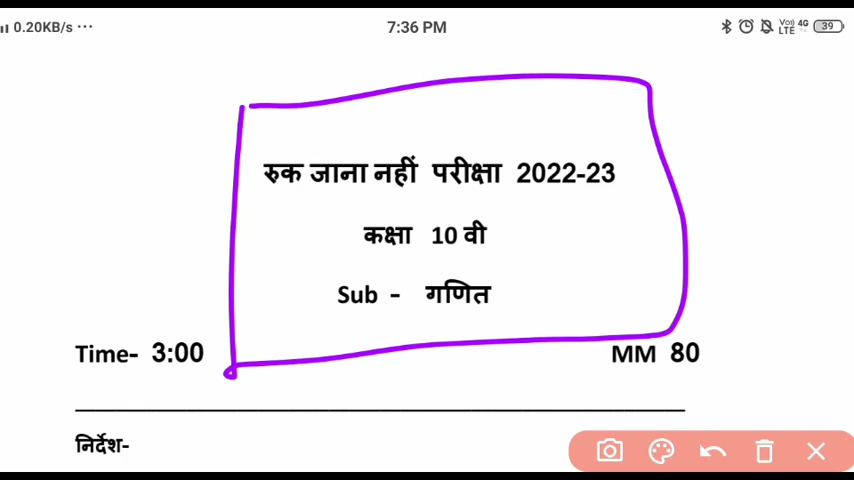 0.20KB/s ... 7:36 PM Vo)) LTE 4G 39
रुक जाना नहीं परीक्षा 2022-23
कक्षा 10 वी
Sub - गणित
Time- 3:00 MM 80
निर्देश-